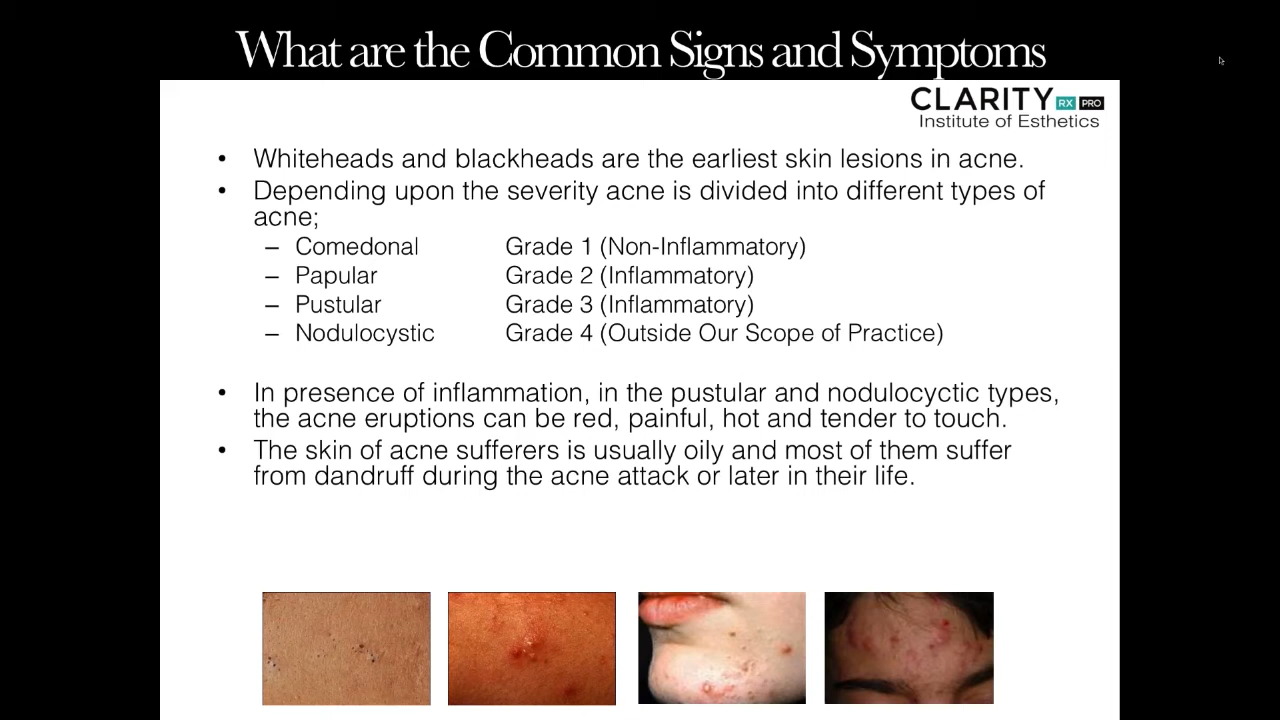 What are the Common Signs and Symptoms
CLARITY RX PRO
Institute of Esthetics
• Whiteheads and blackheads are the earliest skin lesions in acne.
• Depending upon the severity acne is divided into different types of
acne;
– Comedonal Grade 1 (Non-Inflammatory)
– Papular Grade 2 (Inflammatory)
– Pustular Grade 3 (Inflammatory)
– Nodulocystic Grade 4 (Outside Our Scope of Practice)
• In presence of inflammation, in the pustular and nodulocyctic types,
the acne eruptions can be red, painful, hot and tender to touch.
• The skin of acne sufferers is usually oily and most of them suffer
from dandruff during the acne attack or later in their life.